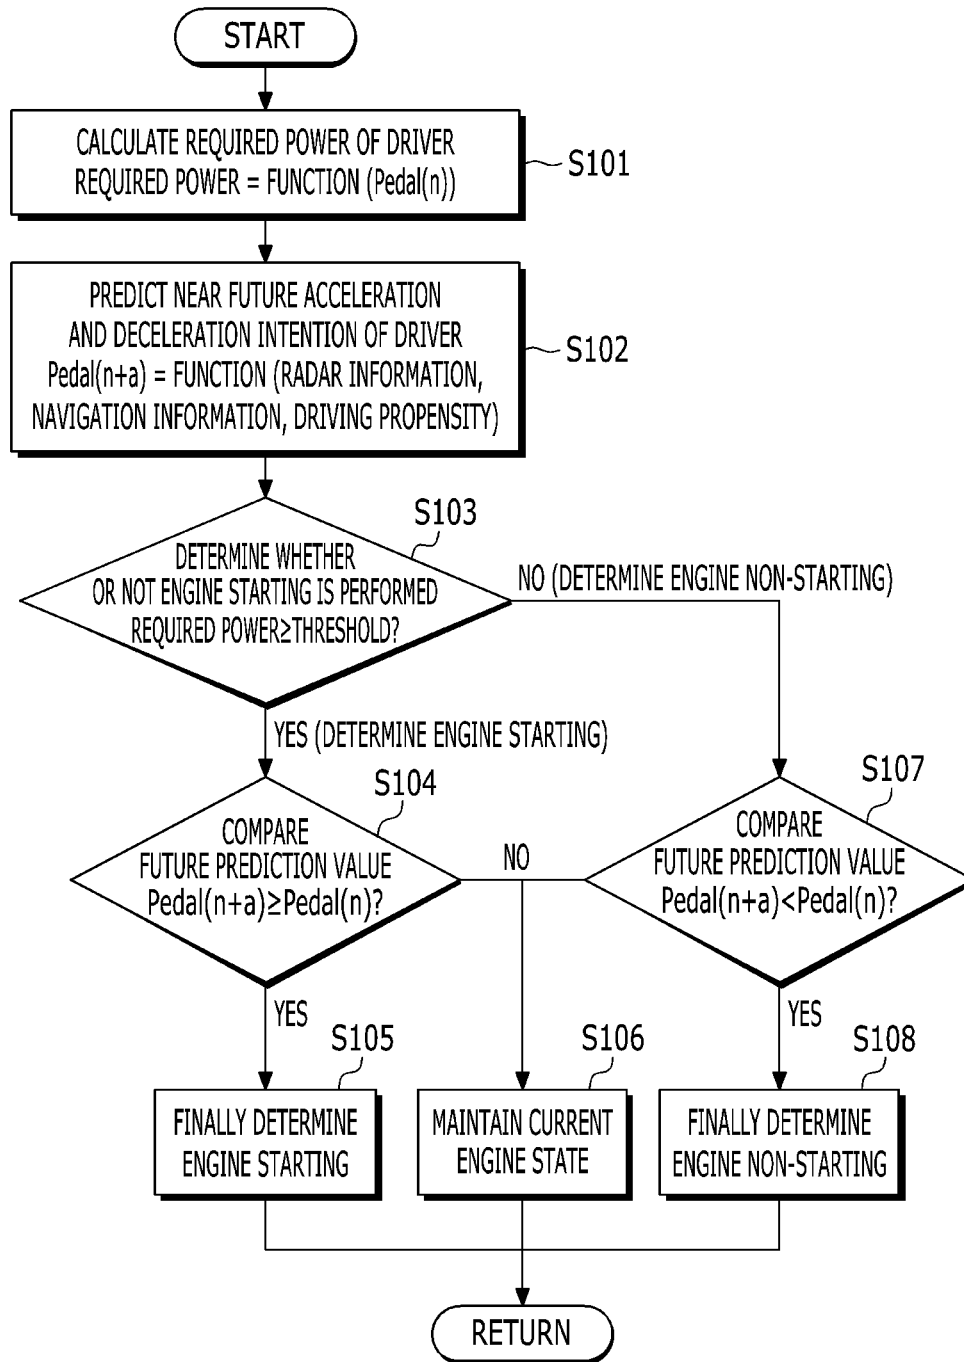 START
CALCULATE REQUIRED POWER OF DRIVER
REQUIRED POWER = FUNCTION (Pedal(n))
S101
PREDICT NEAR FUTURE ACCELERATION
AND DECELERATION INTENTION OF DRIVER
Pedal(n+a) = FUNCTION (RADAR INFORMATION,
NAVIGATION INFORMATION, DRIVING PROPENSITY)
S102
S103
DETERMINE WHETHER
OR NOT ENGINE STARTING IS PERFORMED
REQUIRED POWER≥THRESHOLD?
NO (DETERMINE ENGINE NON-STARTING)
YES (DETERMINE ENGINE STARTING)
S104
COMPARE
FUTURE PREDICTION VALUE
Pedal(n+a)≥Pedal(n)?
NO
S107
COMPARE
FUTURE PREDICTION VALUE
Pedal(n+a)<Pedal(n)?
YES
YES
S105
FINALLY DETERMINE
ENGINE STARTING
S106
MAINTAIN CURRENT
ENGINE STATE
S108
FINALLY DETERMINE
ENGINE NON-STARTING
RETURN